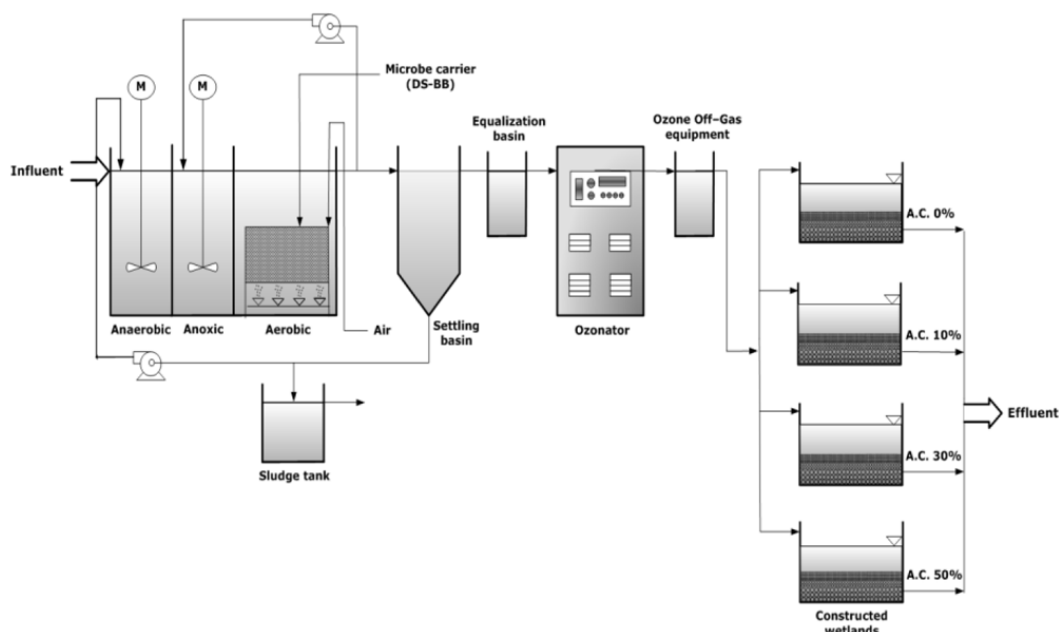 M
M
Microbe carrier
(DS-BB)
Equalization
basin
Ozone Off-Gas
equipment
Influent
A.C. 0%
Anaerobic
Anoxic
Aerobic
Air
Settling
basin
Ozonator
A.C. 10%
Effluent
Sludge tank
A.C. 30%
A.C. 50%
Constructed
wetlands